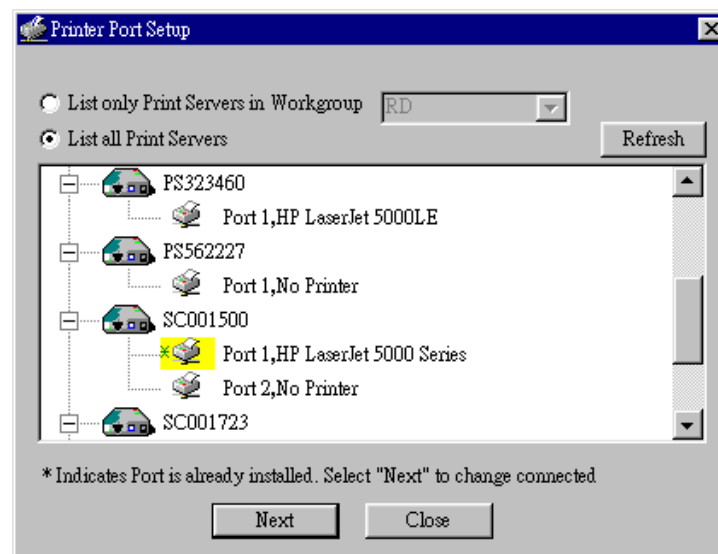 Printer Port Setup
List only Print Servers in Workgroup RD
List all Print Servers
Refresh
PS323460
Port 1,HP LaserJet 5000LE
PS562227
Port 1,No Printer
SC001500
*Port 1,HP LaserJet 5000 Series
Port 2,No Printer
SC001723
* Indicates Port is already installed. Select "Next" to change connected
Next
Close